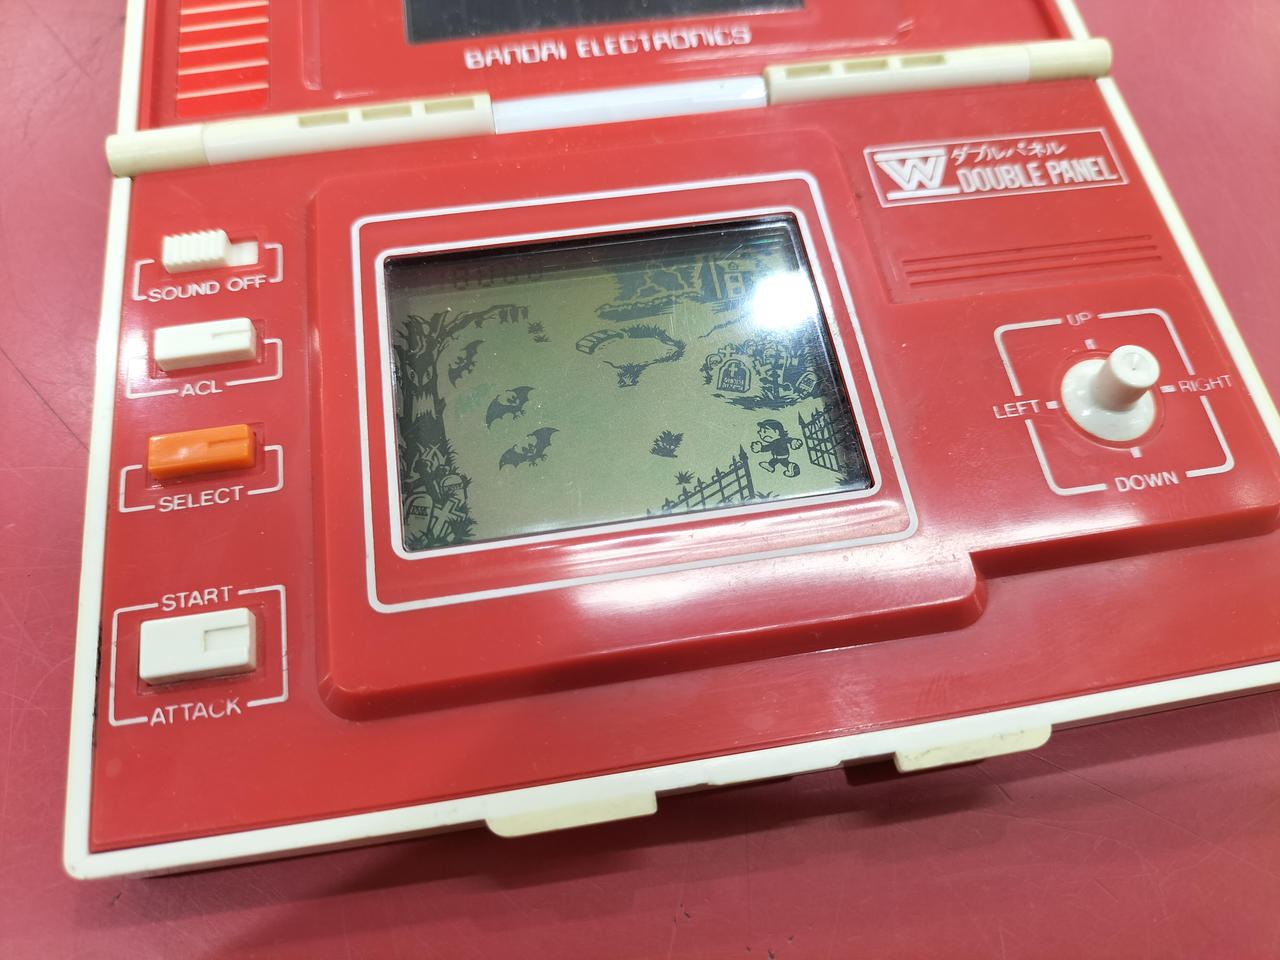 BANDAI ELECTRONICS
W
ダブルパネル
DOUBLE PANEL
SOUND OFF
ACL
SELECT
START
ATTACK
UP
LEFT
RIGHT
DOWN